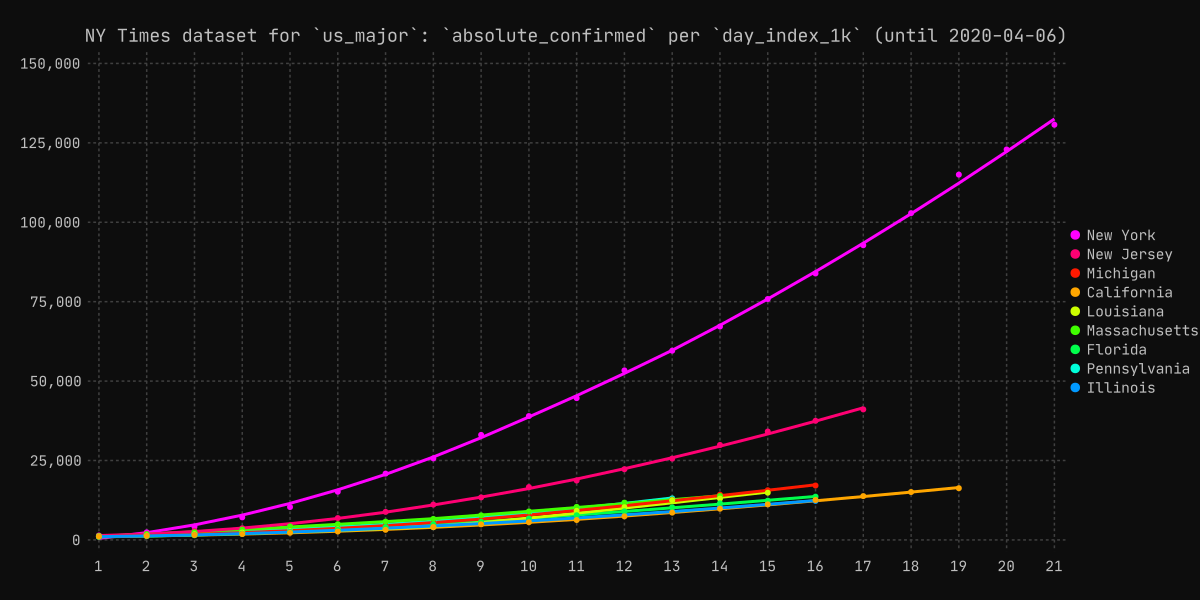 NY Times dataset for `us_major`: `absolute_confirmed` per `day_index_1k` (until 2020-04-06)
150,000
125,000
100,000
75,000
50,000
25,000
0
1 2 3 4 5 6 7 8 9 10 11 12 13 14 15 16 17 18 19 20 21
New York
New Jersey
Michigan
California
Louisiana
Massachusetts
Florida
Pennsylvania
Illinois